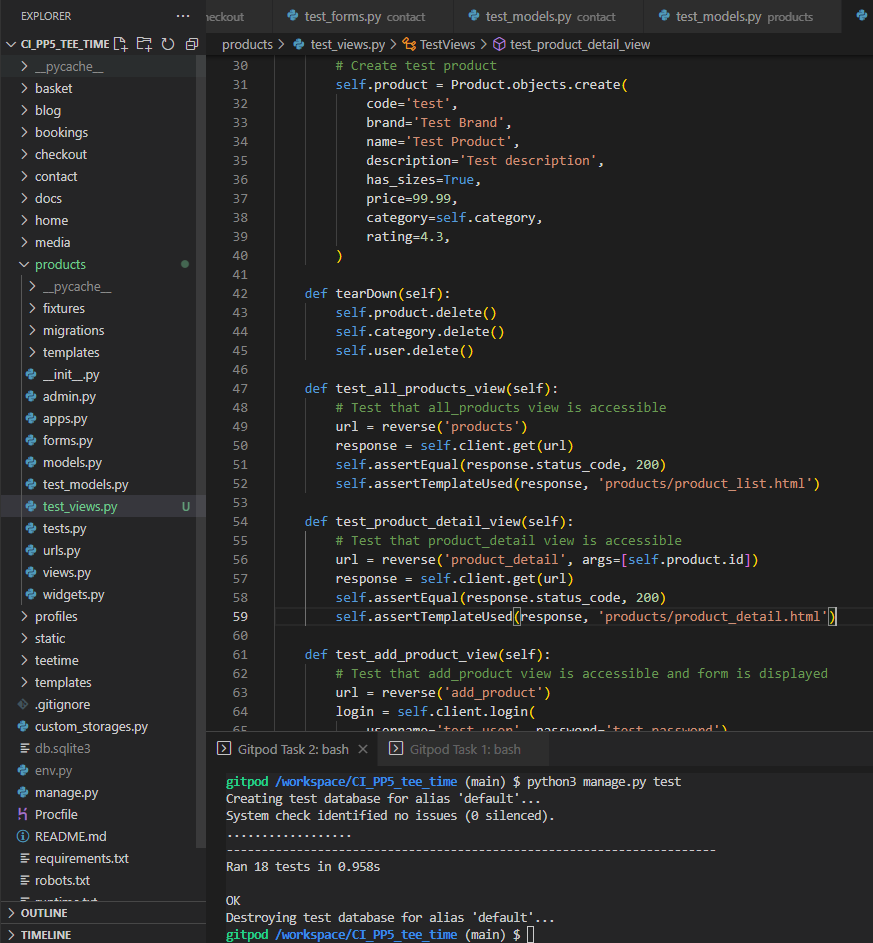 EXPLORER
CI_PP5_TEE_TIME
__pycache__
basket
blog
bookings
checkout
contact
docs
home
media
products
__pycache__
fixtures
migrations
templates
__init__.py
admin.py
apps.py
forms.py
models.py
test_models.py
test_views.py U
tests.py
urls.py
views.py
widgets.py
profiles
static
teetime
templates
.gitignore
custom_storages.py
db.sqlite3
env.py
manage.py
Procfile
README.md
requirements.txt
robots.txt
runtime.txt
OUTLINE
TIMELINE
heckout test_forms.py contact test_models.py contact test_models.py products
products > test_views.py > TestViews > test_product_detail_view
30 # Create test product
31 self.product = Product.objects.create(
32 code='test',
33 brand='Test Brand',
34 name='Test Product',
35 description='Test description',
36 has_sizes=True,
37 price=99.99,
38 category=self.category,
39 rating=4.3,
40 )
41
42 def tearDown(self):
43 self.product.delete()
44 self.category.delete()
45 self.user.delete()
46
47 def test_all_products_view(self):
48 # Test that all_products view is accessible
49 url = reverse('products')
50 response = self.client.get(url)
51 self.assertEqual(response.status_code, 200)
52 self.assertTemplateUsed(response, 'products/product_list.html')
53
54 def test_product_detail_view(self):
55 # Test that product_detail view is accessible
56 url = reverse('product_detail', args=[self.product.id])
57 response = self.client.get(url)
58 self.assertEqual(response.status_code, 200)
59 self.assertTemplateUsed(response, 'products/product_detail.html')
60
61 def test_add_product_view(self):
62 # Test that add_product view is accessible and form is displayed
63 url = reverse('add_product')
64 login = self.client.login(
65 username='test_user', password='test_password')
Gitpod Task 2: bash Gitpod Task 1: bash
gitpod /workspace/CI_PP5_tee_time (main) $ python3 manage.py test
Creating test database for alias 'default'...
System check identified no issues (0 silenced).
..................
----------------------------------------------------------------------
Ran 18 tests in 0.958s
OK
Destroying test database for alias 'default'...
gitpod /workspace/CI_PP5_tee_time (main) $